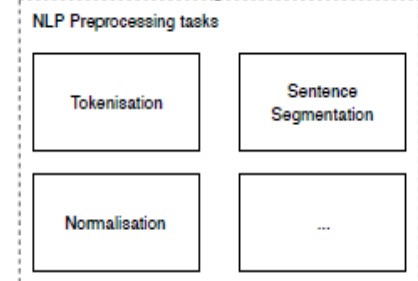 NLP Preprocessing tasks
Tokenisation
Sentence
Segmentation
Normalisation
...